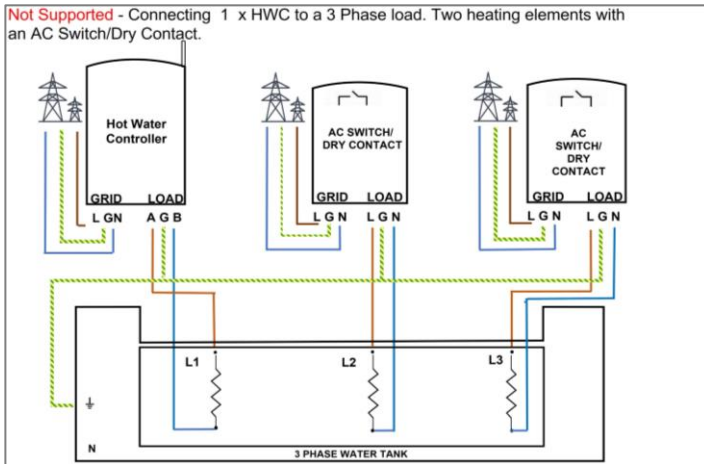 Not Supported - Connecting 1 x HWC to a 3 Phase load. Two heating elements with
an AC Switch/Dry Contact.
Hot Water
Controller
GRID LOAD
L GN A G B
AC SWITCH/
DRY CONTACT
GRID LOAD
L G N L G N
AC
SWITCH/
DRY
CONTACT
GRID LOAD
L G N L G N
L1 L2 L3
N
3 PHASE WATER TANK